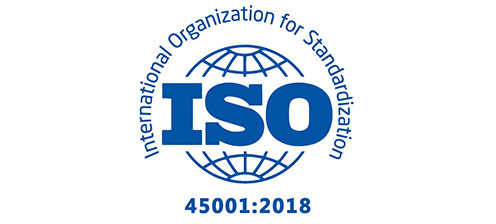 International Organization for Standardization
ISO
45001:2018